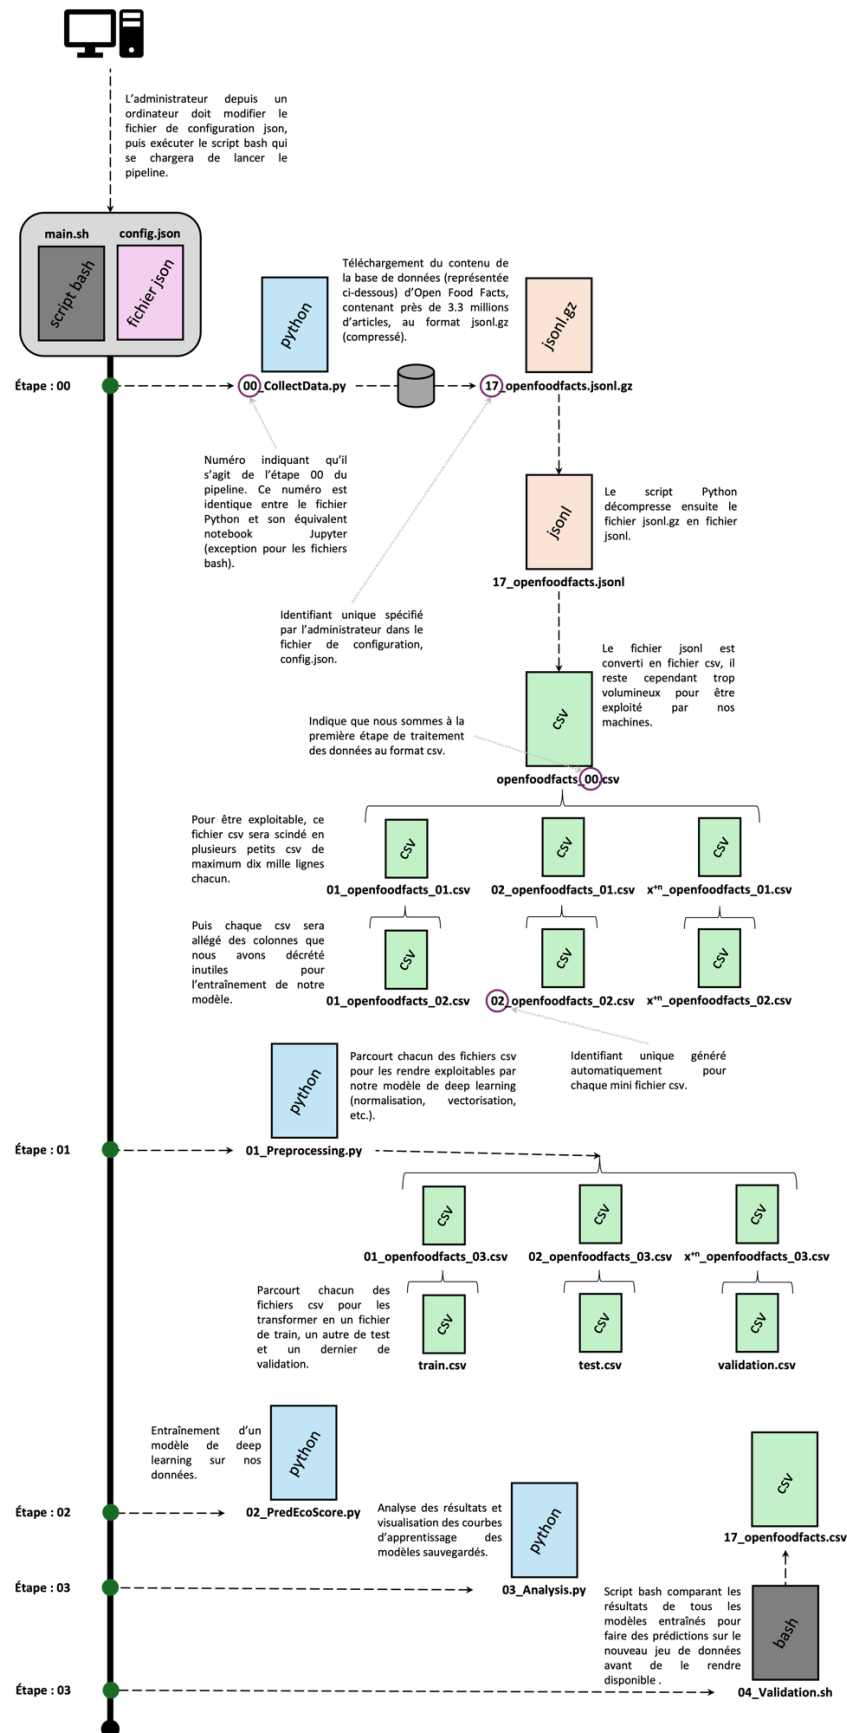 L'administrateur depuis un
ordinateur doit modifier le
fichier de configuration json,
puis exécuter le script bash qui
se chargera de lancer le
pipeline.
main.sh
config.json
script bash
fichier json
Téléchargement du contenu de
la base de données (représentée
ci-dessous) d'Open Food Facts,
contenant près de 3.3 millions
d'articles, au format jsonl.gz
(compressé).
python
jsonl.gz
Étape : 00
00_CollectData.py
17_openfoodfacts.jsonl.gz
Numéro indiquant qu'il
s'agit de l'étape 00 du
pipeline. Ce numéro est
identique entre le fichier
Python et son équivalent
notebook Jupyter
(exception pour les fichiers
bash).
jsonl
Le script Python
décompresse ensuite le
fichier jsonl.gz en fichier
jsonl.
17_openfoodfacts.jsonl
Identifiant unique spécifié
par l'administrateur dans le
fichier de configuration,
config.json.
Le fichier jsonl est
converti en fichier csv, il
reste cependant trop
volumineux pour être
exploité par nos
machines.
csv
Indique que nous sommes à la
première étape de traitement
des données au format csv.
openfoodfacts_00.csv
Pour être exploitable, ce
fichier csv sera scindé en
plusieurs petits csv de
maximum dix mille lignes
chacun.
csv
csv
csv
01_openfoodfacts_01.csv
02_openfoodfacts_01.csv
x⁺ⁿ_openfoodfacts_01.csv
Puis chaque csv sera
allégé des colonnes que
nous avons décrété
inutiles pour
l'entraînement de notre
modèle.
csv
csv
csv
01_openfoodfacts_02.csv
02_openfoodfacts_02.csv
x⁺ⁿ_openfoodfacts_02.csv
python
Parcourt chacun des fichiers csv
pour les rendre exploitables par
notre modèle de deep learning
(normalisation, vectorisation,
etc.).
Identifiant unique généré
automatiquement pour
chaque mini fichier csv.
Étape : 01
01_Preprocessing.py
csv
csv
csv
01_openfoodfacts_03.csv
02_openfoodfacts_03.csv
x⁺ⁿ_openfoodfacts_03.csv
Parcourt chacun des
fichiers csv pour les
transformer en un fichier
de train, un autre de test
et un dernier de
validation.
csv
csv
csv
train.csv
test.csv
validation.csv
Entraînement d'un
modèle de deep
learning sur nos
données.
python
csv
Étape : 02
02_PredEcoScore.py
Analyse des résultats et
visualisation des courbes
d'apprentissage des
modèles sauvegardés.
python
17_openfoodfacts.csv
Étape : 03
03_Analysis.py
Script bash comparant les
résultats de tous les
modèles entraînés pour
faire des prédictions sur le
nouveau jeu de données
avant de le rendre
disponible .
bash
Étape : 03
04_Validation.sh